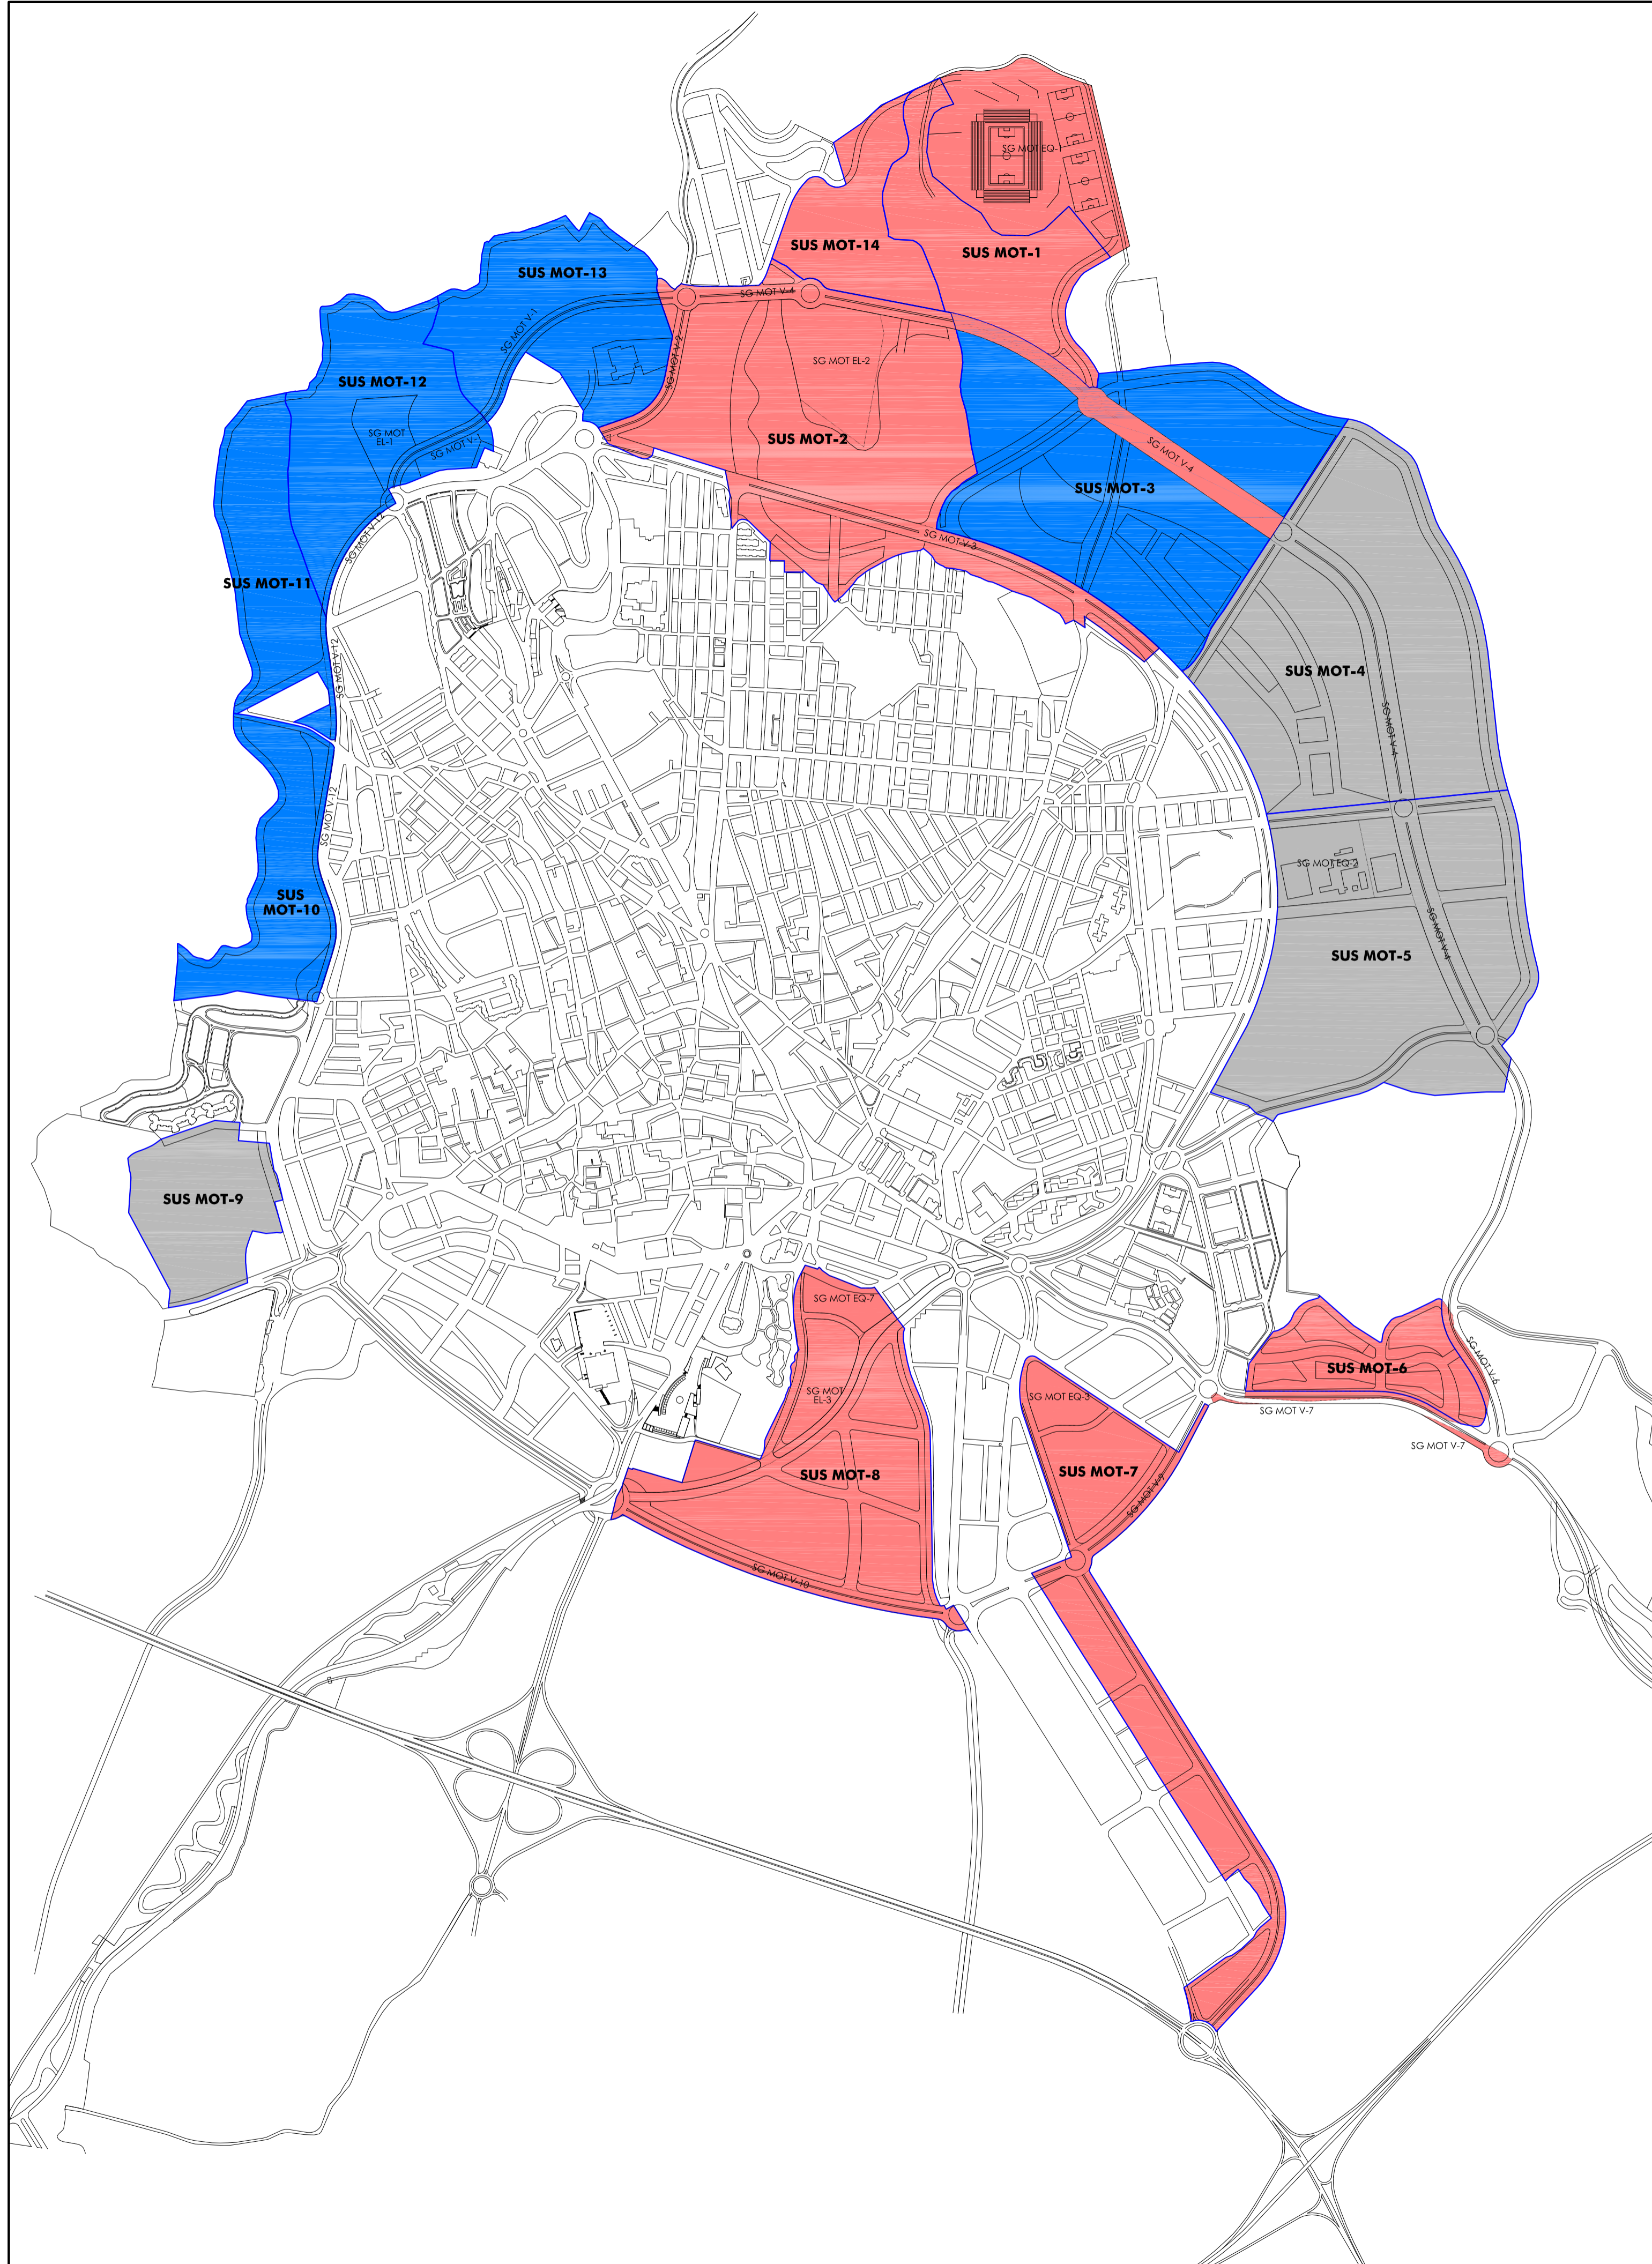 SG MOT EQ-1
SUS MOT-14
SUS MOT-1
SUS MOT-13
SG MOT V-4
SG MOT V-1
SG MOT V-2
SG MOT EL-2
SUS MOT-12
SG MOT
EL-1
SG MOT V-
SUS MOT-2
SG MOT V-4
SUS MOT-3
SG MOT V-12
SG MOT V-3
SUS MOT-11
SG MOT V-12
SUS MOT-4
SG MOT V-4
SG MOT V-12
SG MOT EQ-2
SUS
MOT-10
SG MOT V-4
SUS MOT-5
SUS MOT-9
SG MOT EQ-7
SUS MOT-6
SG MOT V-6
SG MOT
EL-3
SG MOT EQ-3
SG MOT V-7
SG MOT V-7
SUS MOT-8
SUS MOT-7
SG MOT V-9
SG MOT V-10